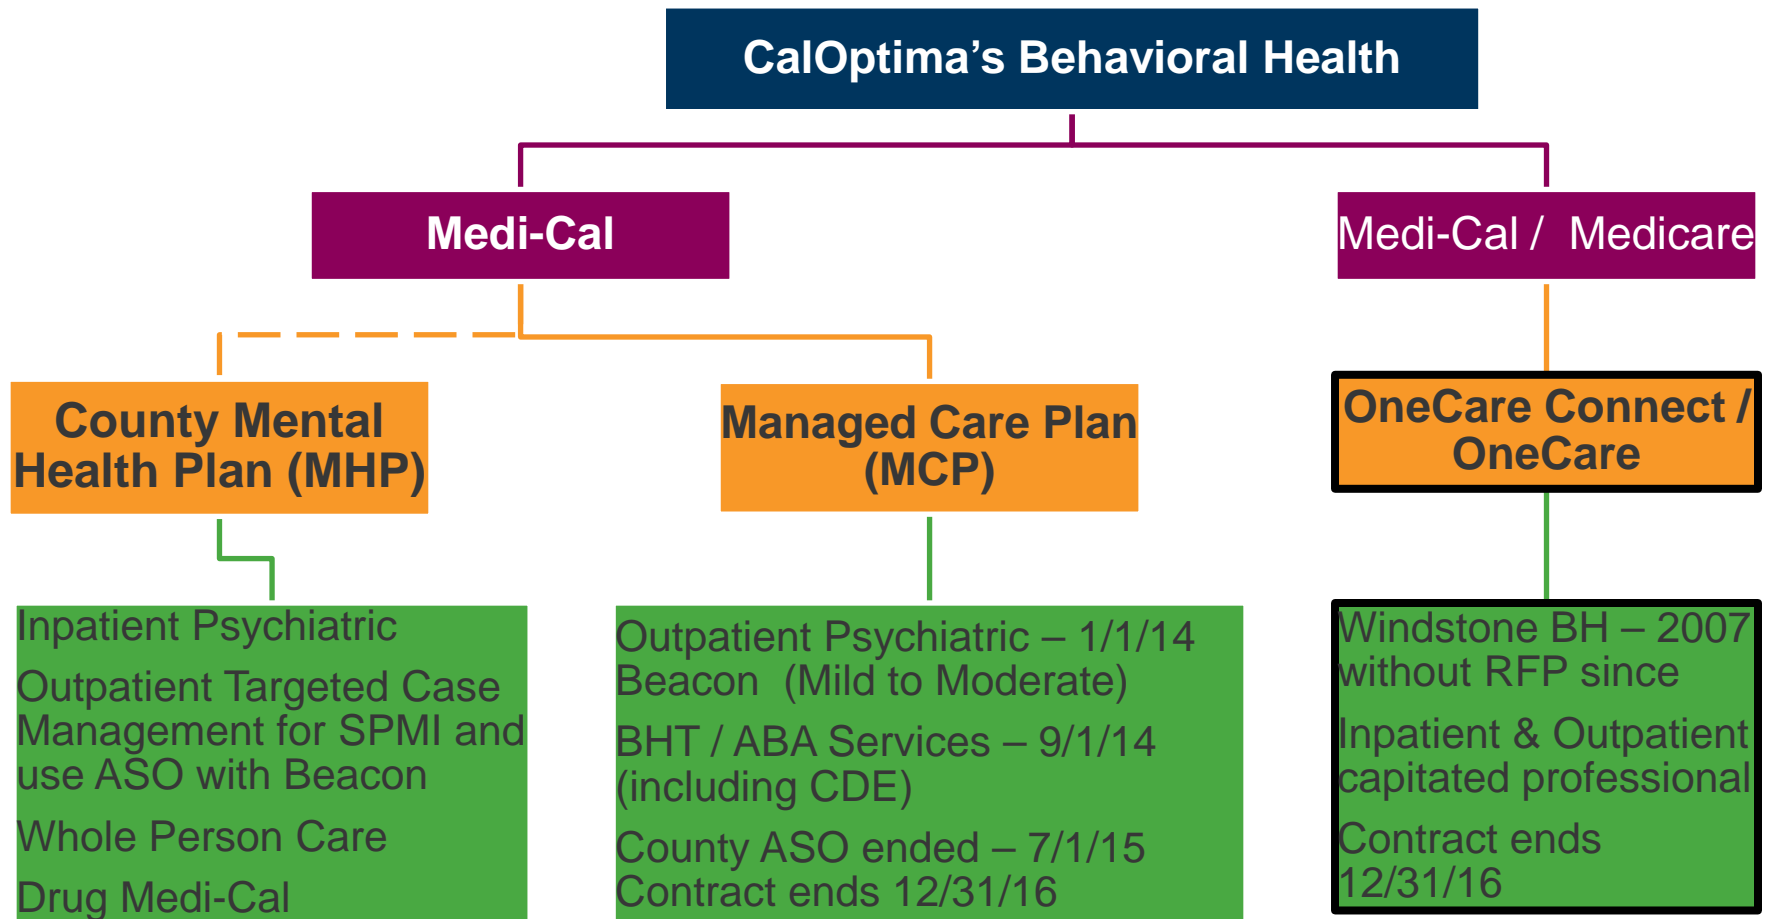 CalOptima’s Behavioral Health
Medi-Cal
Medi-Cal / Medicare
County Mental
Health Plan (MHP)
Managed Care Plan
(MCP)
OneCare Connect /
OneCare
Inpatient Psychiatric
Outpatient Targeted Case
Management for SPMI and
use ASO with Beacon
Whole Person Care
Drug Medi-Cal
Outpatient Psychiatric – 1/1/14
Beacon (Mild to Moderate)
BHT / ABA Services – 9/1/14
(including CDE)
County ASO ended – 7/1/15
Contract ends 12/31/16
Windstone BH – 2007
without RFP since
Inpatient & Outpatient
capitated professional
Contract ends
12/31/16